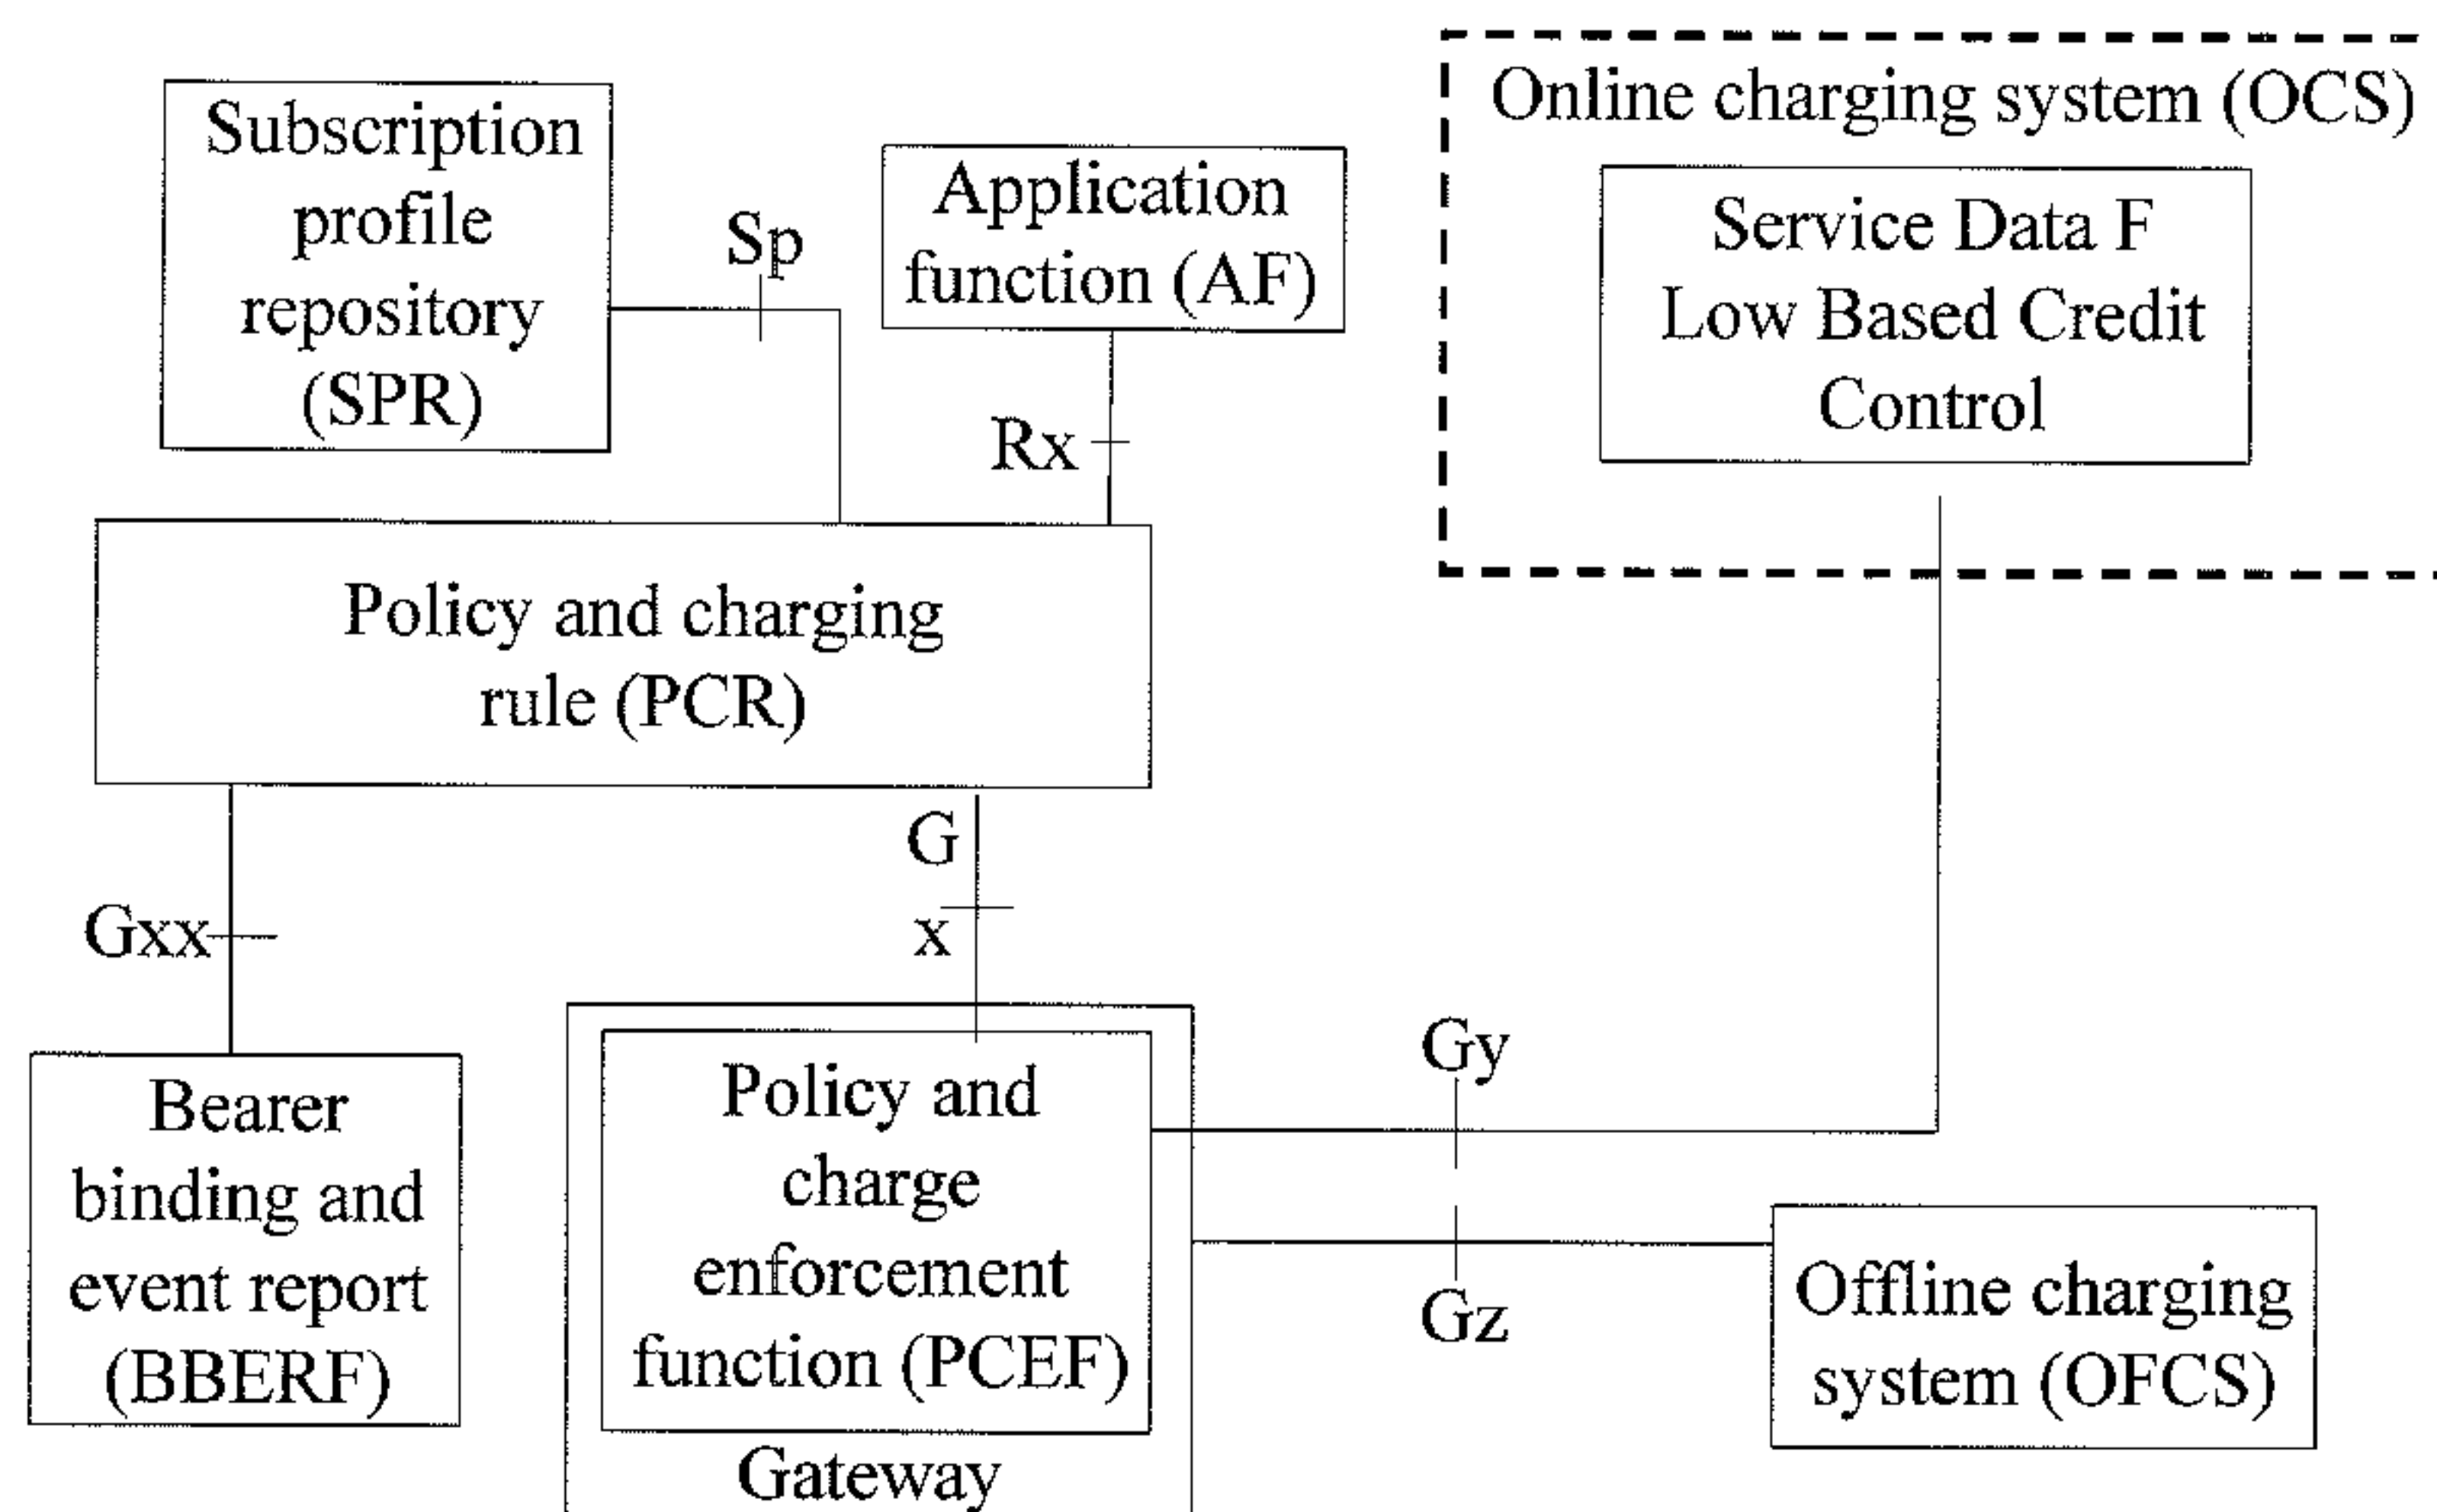 Subscription
profile
repository
(SPR)
Sp
Application
function (AF)
Rx
Online charging system (OCS)
Service Data F
Low Based Credit
Control
Policy and charging
rule (PCR)
Gxx
G
x
Bearer
binding and
event report
(BBERF)
Policy and
charge
enforcement
function (PCEF)
Gateway
Gy
Gz
Offline charging
system (OFCS)